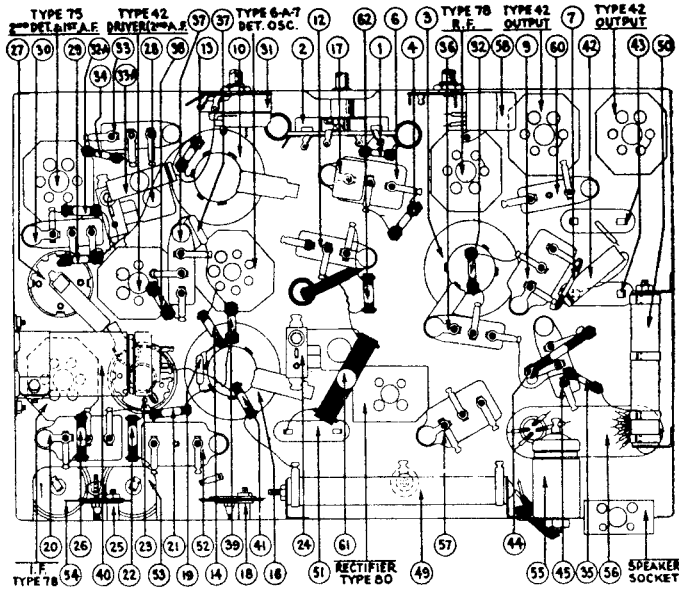 TYPE 75 TYPE 42 37 37 TYPE 6-A-7 12 62 6 3 TYPE 78 TYPE 42 7 TYPE 42
2ND DET. & 1ST A.F. DRIVER (2ND A.F.) DET. OSC. R.F. OUTPUT OUTPUT
27 30 29 32A 33 28 38 13 10 31 2 17 1 4 36 32 58 9 60 42 43 50
34 33A
20 26 25 23 21 52 39 41 24 61 RECTIFIER 57 44 45 35 56 SPEAKER
I.F. 54 40 22 53 19 14 18 16 51 TYPE 80 49 55 SOCKET
TYPE 78